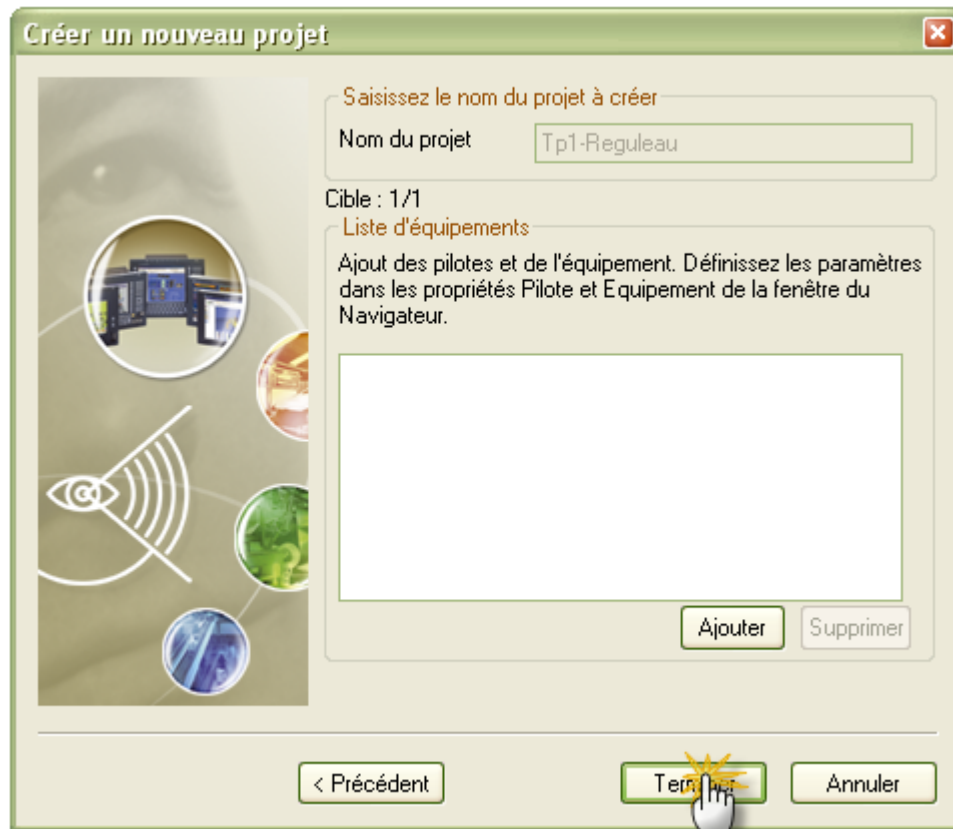 Créer un nouveau projet
Saisissez le nom du projet à créer
Nom du projet
Tp1-Reguleau
Cible : 1/1
Liste d'équipements
Ajout des pilotes et de l'équipement. Définissez les paramètres
dans les propriétés Pilote et Equipement de la fenêtre du
Navigateur.
Ajouter
Supprimer
< Précédent
Terminer
Annuler